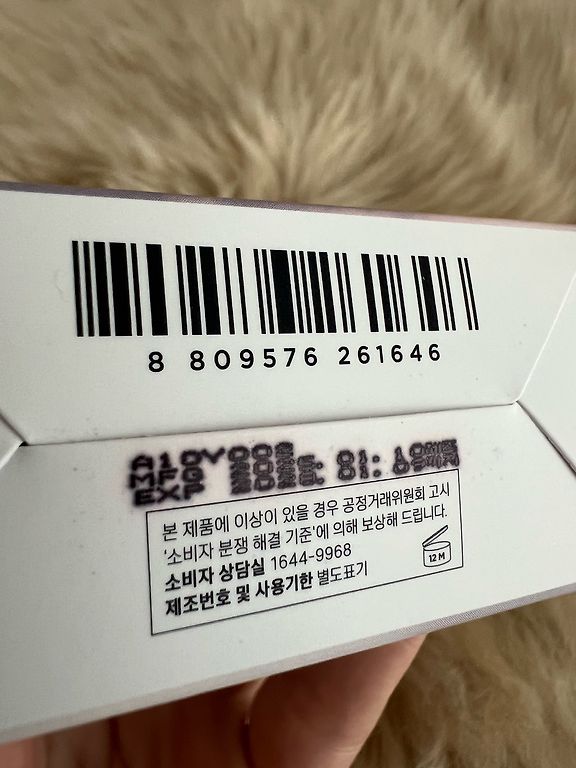 8 809576 261646
MFG
EXP
본 제품에 이상이 있을 경우 공정거래위원회 고시
'소비자 분쟁 해결 기준'에 의해 보상해 드립니다.
소비자 상담실 1644-9968
제조번호 및 사용기한 별도표기
12M